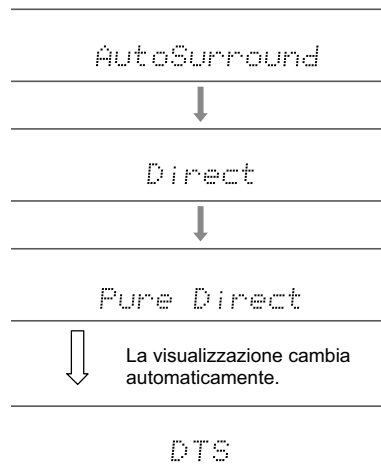 AutoSurround
Direct
Pure Direct
La visualizzazione cambia
automaticamente.
DTS